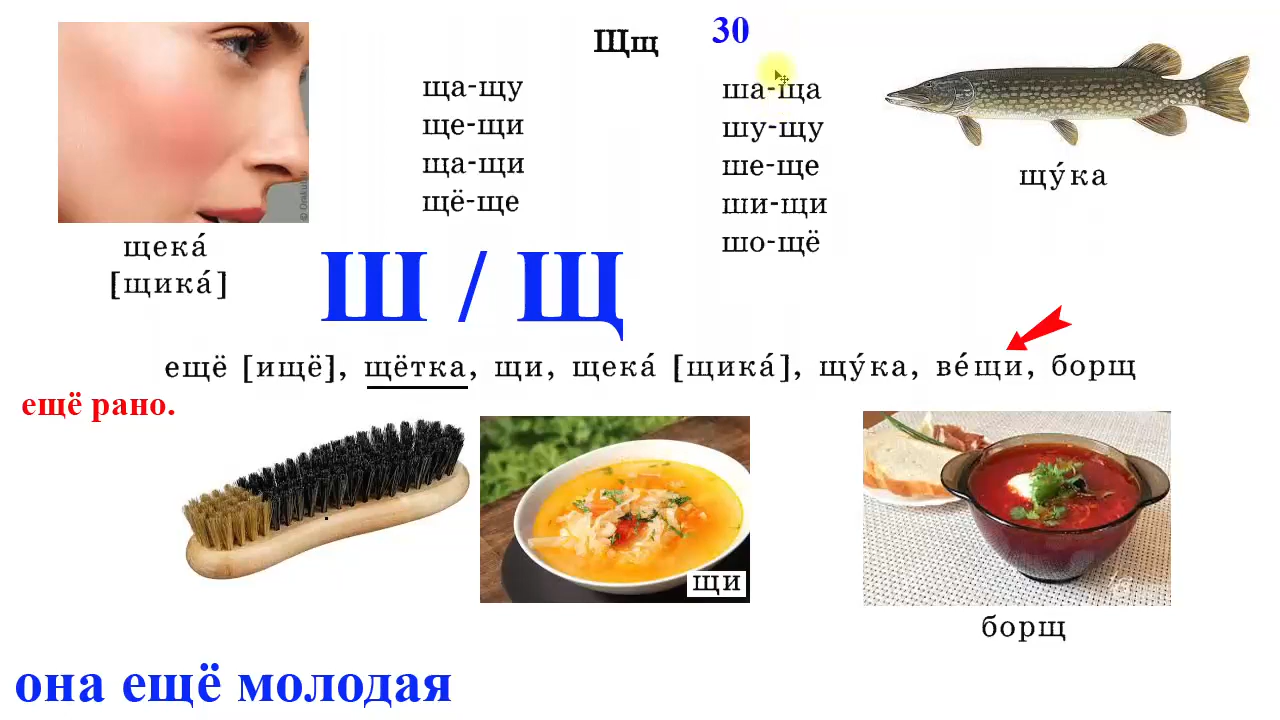 Щщ
30
ща-щу
ще-щи
ща-щи
щё-ще
ша-ща
шу-щу
ше-ще
ши-щи
шо-щё
щу́ка
щека́
[щика́]
Ш / Щ
ещё [ищё], щётка, щи, щека́ [щика́], щу́ка, ве́щи, борщ
ещё рано.
щи
борщ
она ещё молодая